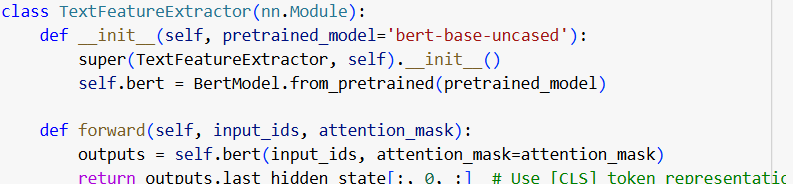 class TextFeatureExtractor(nn.Module):
    def __init__(self, pretrained_model='bert-base-uncased'):
        super(TextFeatureExtractor, self).__init__()
        self.bert = BertModel.from_pretrained(pretrained_model)
    def forward(self, input_ids, attention_mask):
        outputs = self.bert(input_ids, attention_mask=attention_mask)
        return outputs.last_hidden_state[:, 0, :]  # Use [CLS] token representatio